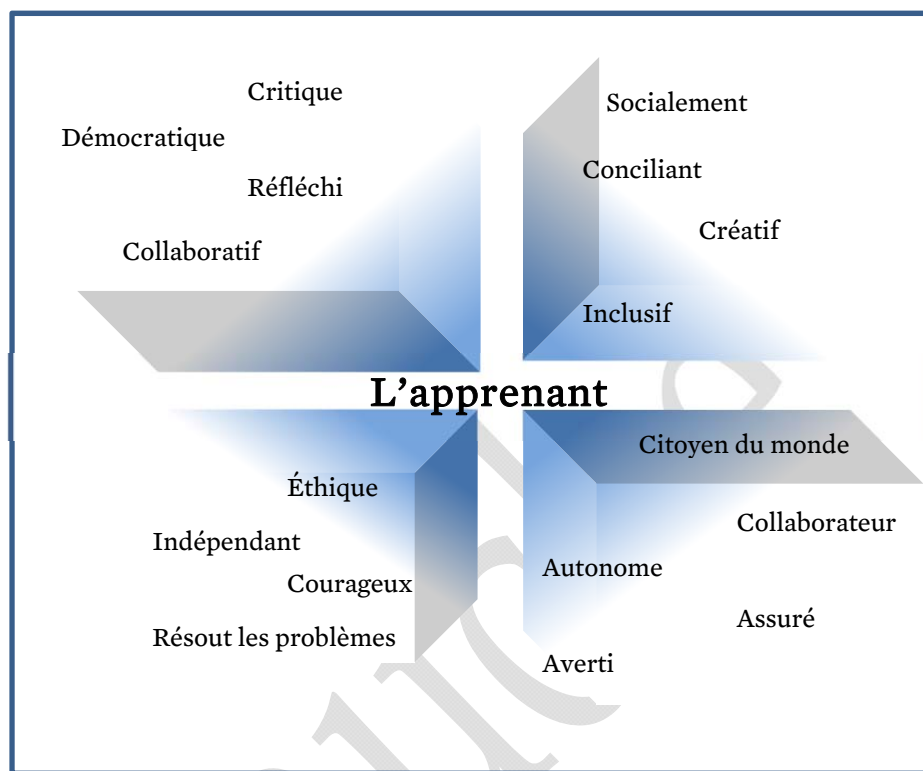 Critique
Démocratique
Réfléchi
Collaboratif
Socialement
Conciliant
Créatif
Inclusif
L’apprenant
Éthique
Indépendant
Courageux
Résout les problèmes
Citoyen du monde
Collaborateur
Autonome
Assuré
Averti